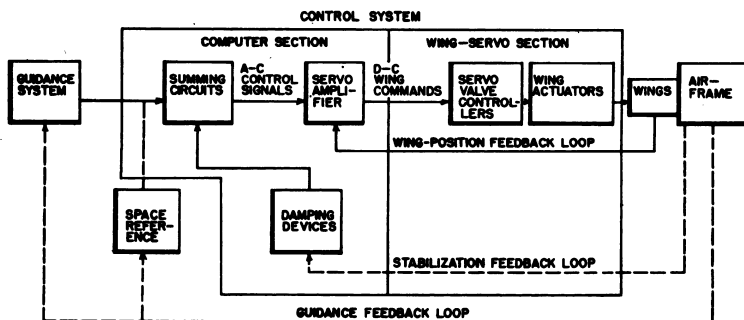 CONTROL SYSTEM
COMPUTER SECTION
WING-SERVO SECTION
GUIDANCE
SYSTEM
SUMMING
CIRCUITS
A-C
CONTROL
SIGNALS
SERVO
AMPLI-
FIER
D-C
WING
COMMANDS
SERVO
VALVE
CONTROL-
LERS
WING
ACTUATORS
WINGS
AIR-
FRAME
WING-POSITION FEEDBACK LOOP
SPACE
REFER-
ENCE
DAMPING
DEVICES
STABILIZATION FEEDBACK LOOP
GUIDANCE FEEDBACK LOOP